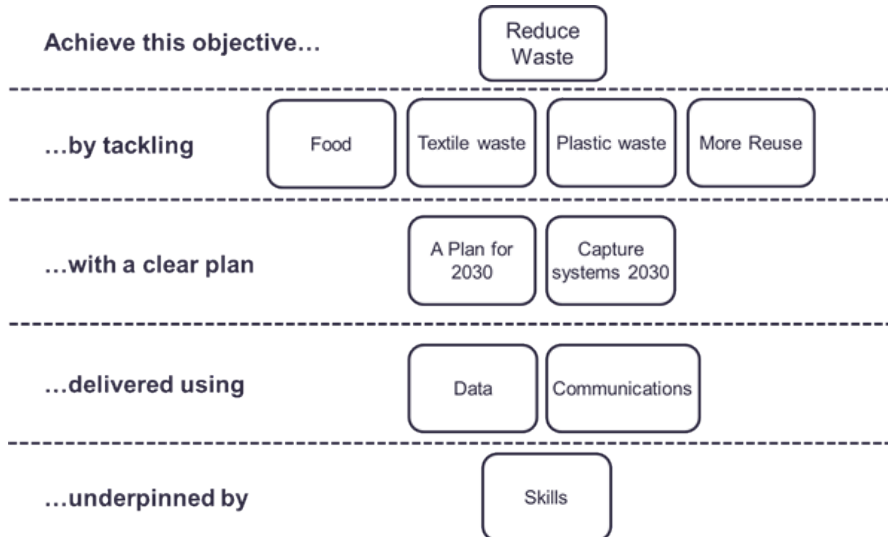 Achieve this objective…
Reduce
Waste
…by tackling
Food
Textile waste
Plastic waste
More Reuse
…with a clear plan
A Plan for
2030
Capture
systems 2030
…delivered using
Data
Communications
…underpinned by
Skills